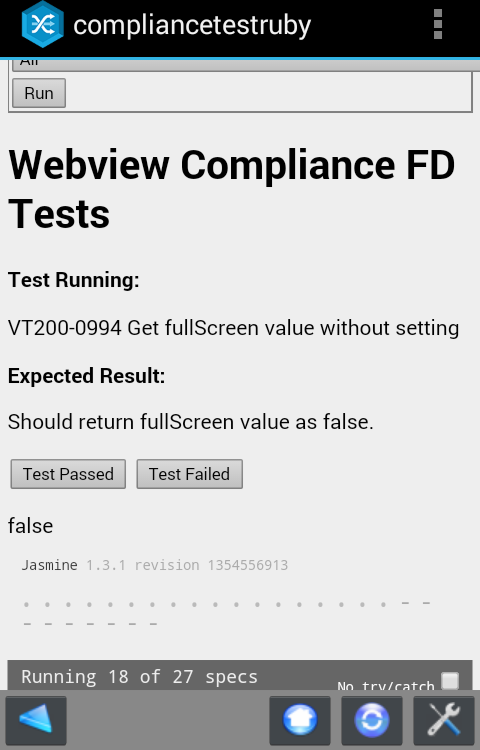 compliancetestruby
All
Run
Webview Compliance FD
Tests
Test Running:
VT200-0994 Get fullScreen value without setting
Expected Result:
Should return fullScreen value as false.
Test Passed Test Failed
false
Jasmine 1.3.1 revision 1354556913
Running 18 of 27 specs
No try/catch